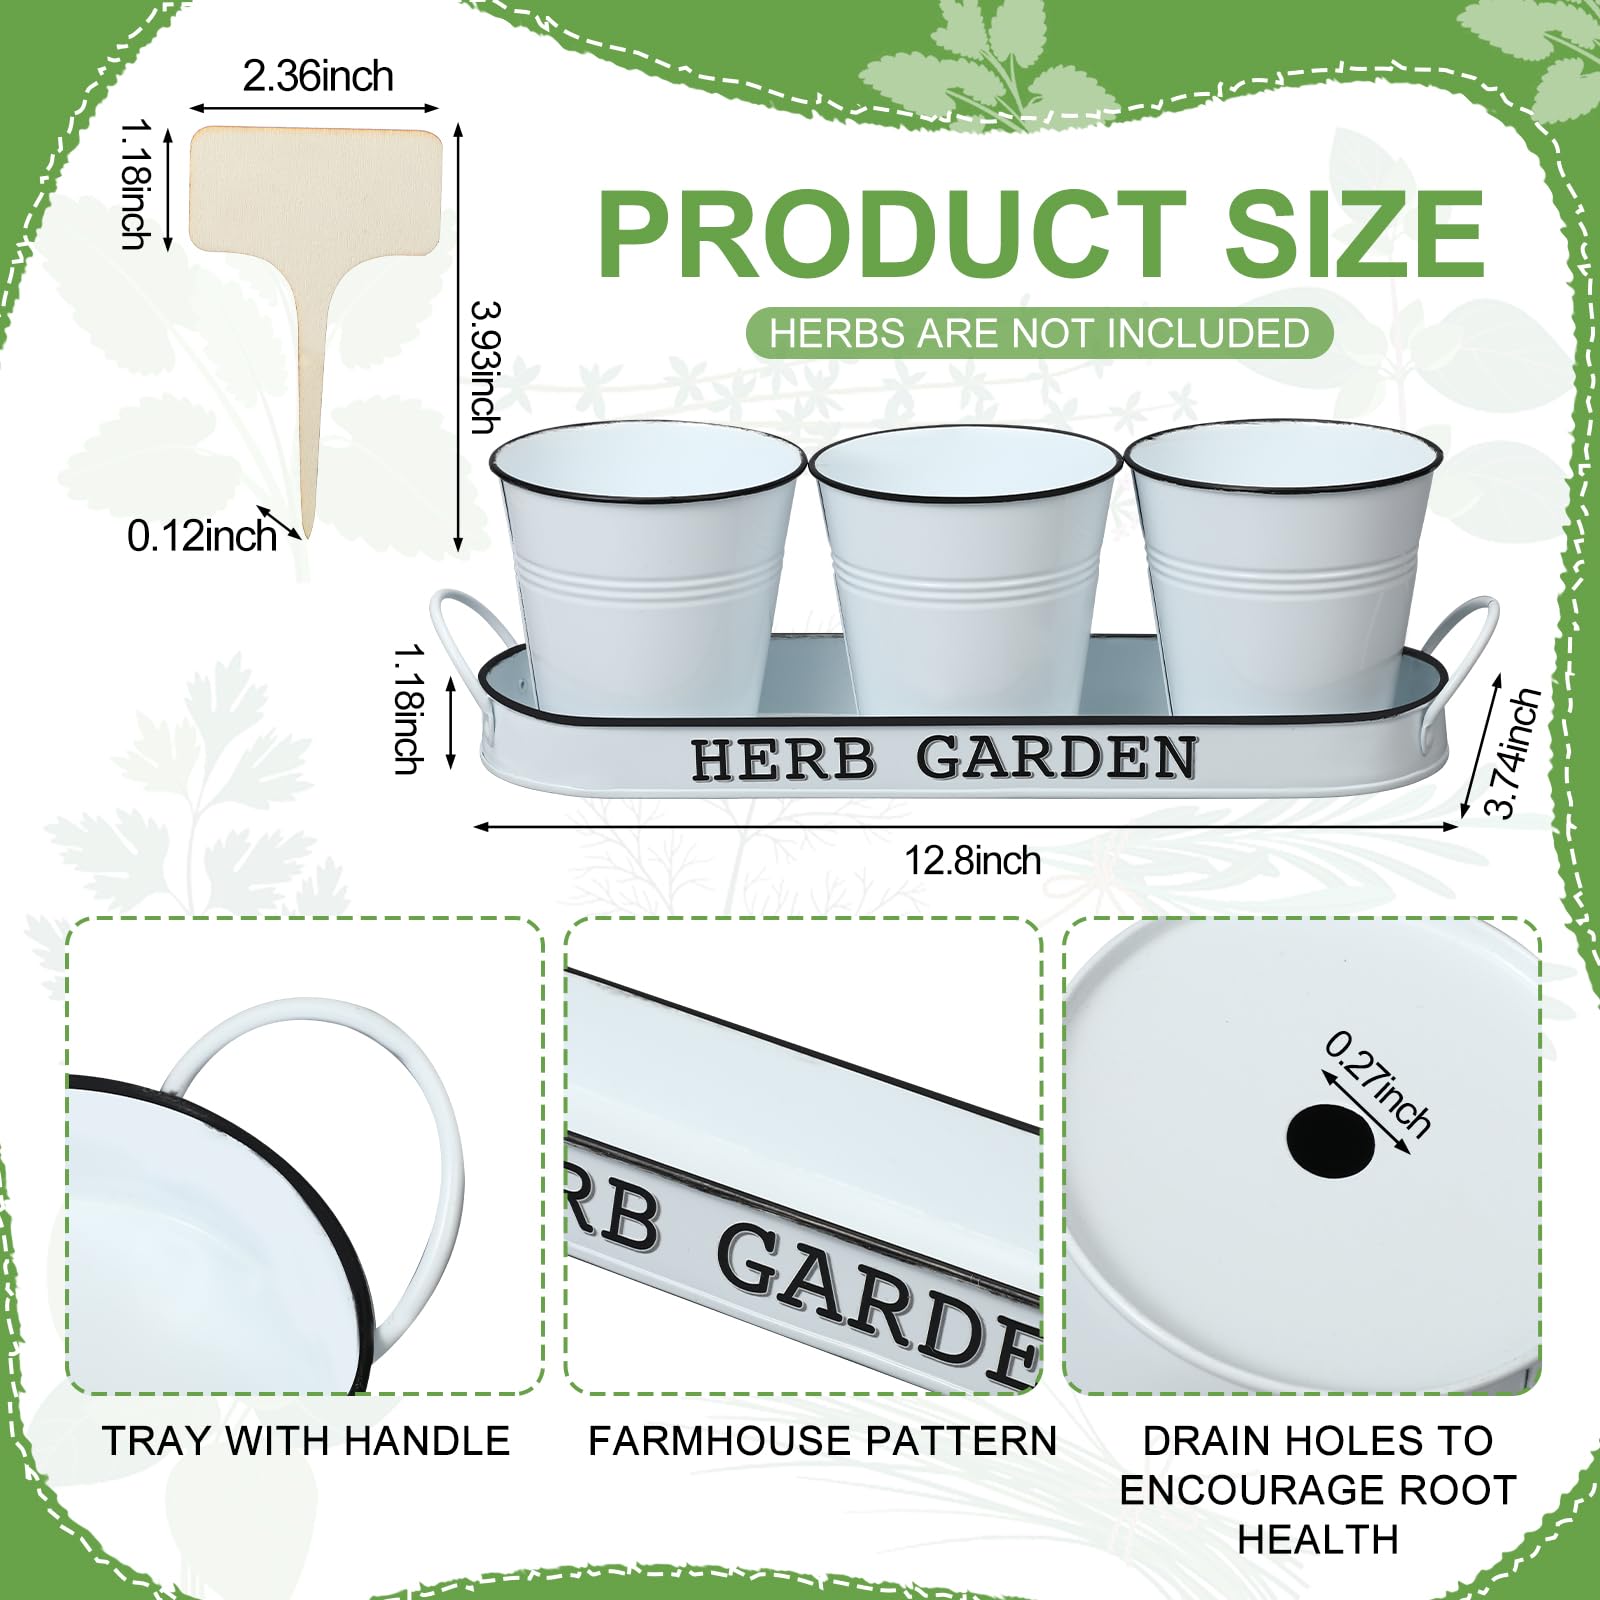 2.36inch
1.18inch
3.93inch
0.12inch
PRODUCT SIZE
HERBS ARE NOT INCLUDED
1.18inch
HERB GARDEN
3.74inch
12.8inch
RB GARDE
0.27inch
TRAY WITH HANDLE
FARMHOUSE PATTERN
DRAIN HOLES TO
ENCOURAGE ROOT
HEALTH